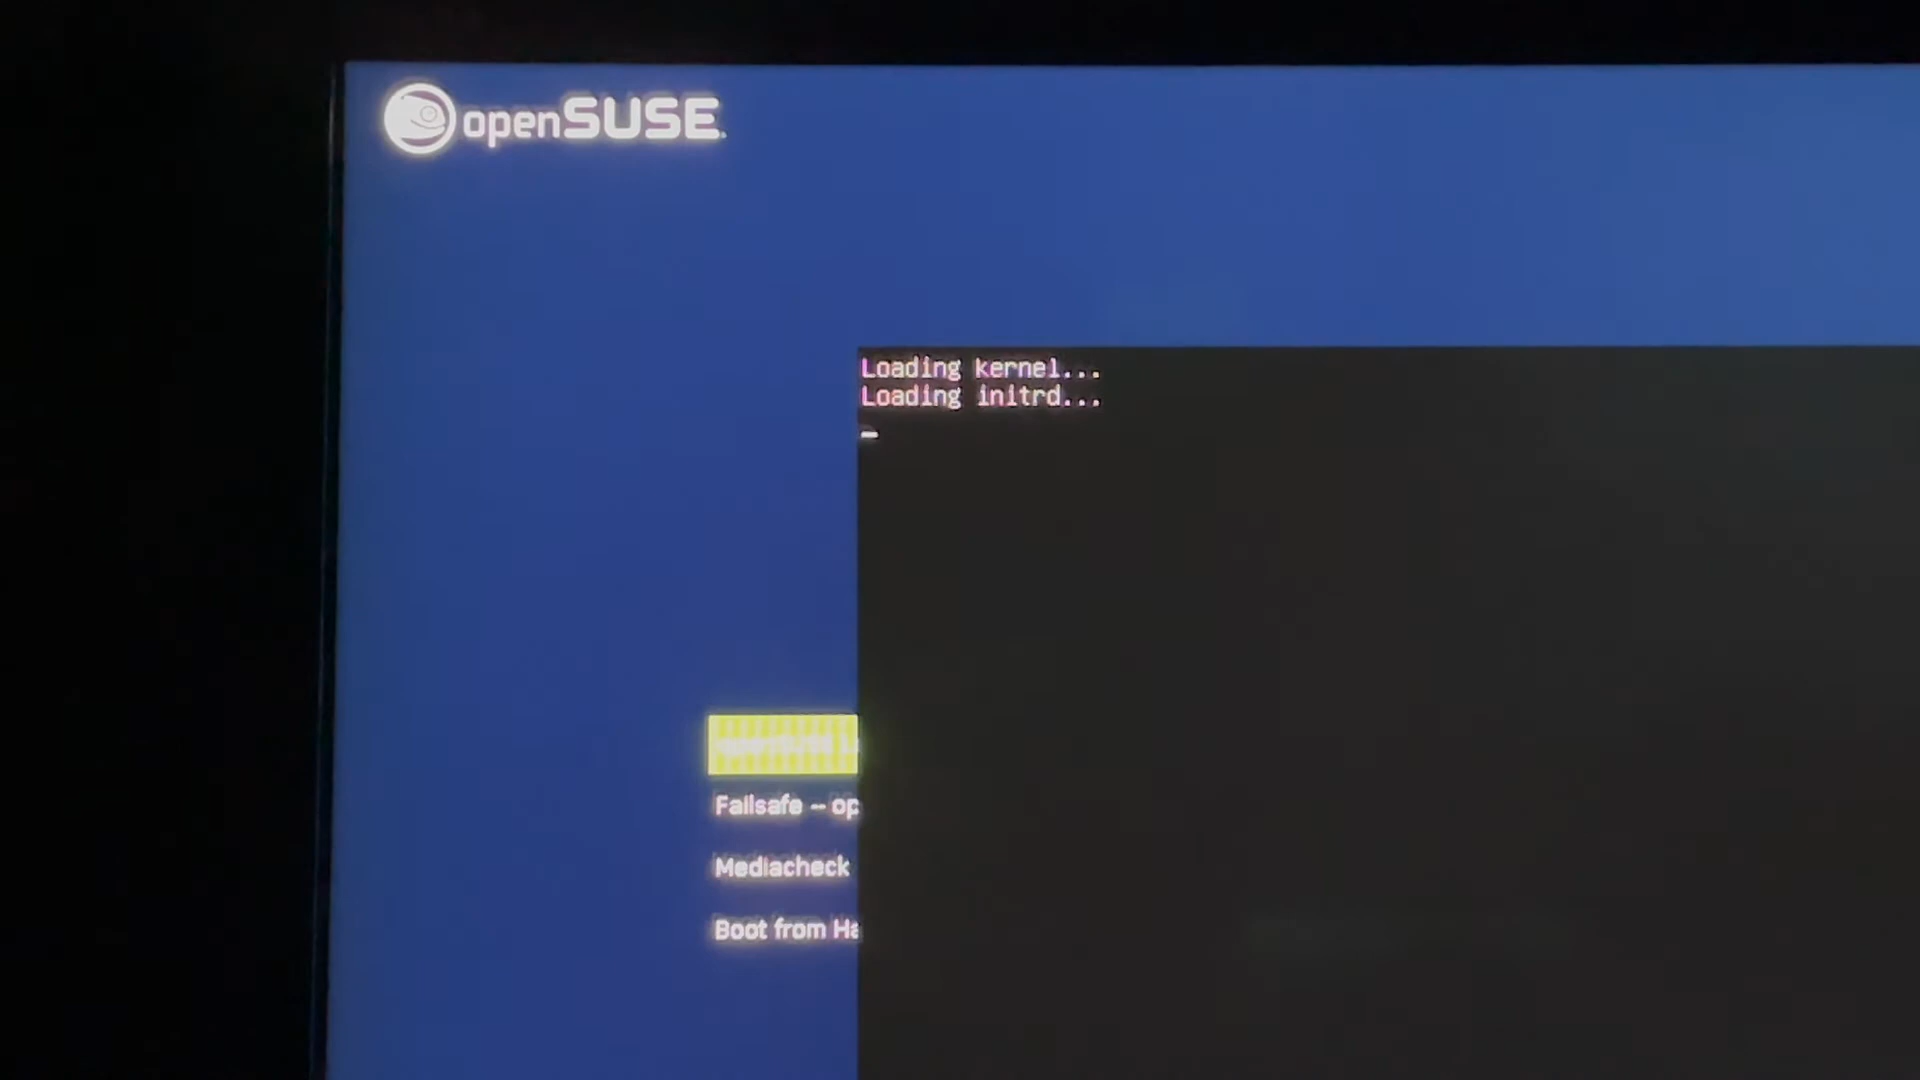 openSUSE.
Loading kernel...
Loading initrd...
Failsafe -- op
Mediacheck
Boot from Ha